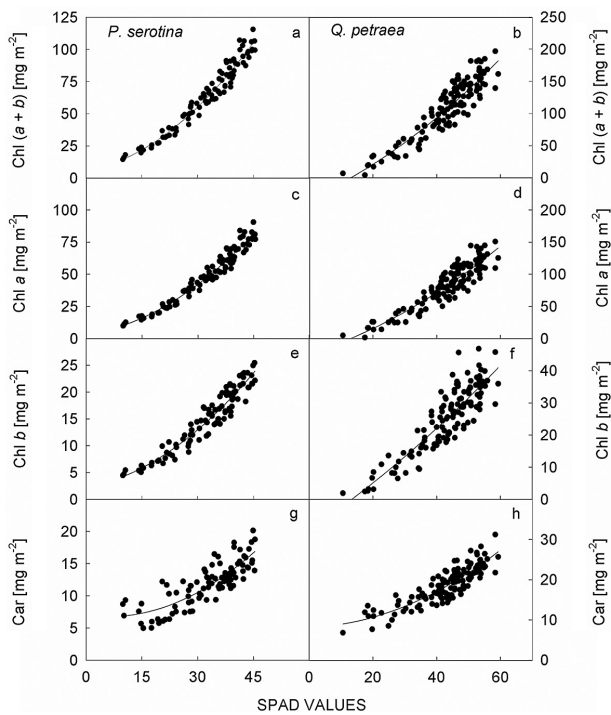 P. serotina
Q. petraea
a
b
c
d
e
f
g
h
Chl (a + b) [mg m-2]
125
100
75
50
25
0
Chl a [mg m-2]
100
75
50
25
0
Chl b [mg m-2]
25
20
15
10
5
0
Car [mg m-2]
20
15
10
5
0
250
200
150
100
50
0
Chl (a + b) [mg m-2]
200
150
100
50
0
Chl a [mg m-2]
40
30
20
10
0
Chl b [mg m-2]
30
20
10
0
Car [mg m-2]
0 15 30 45 0 20 40 60
SPAD VALUES